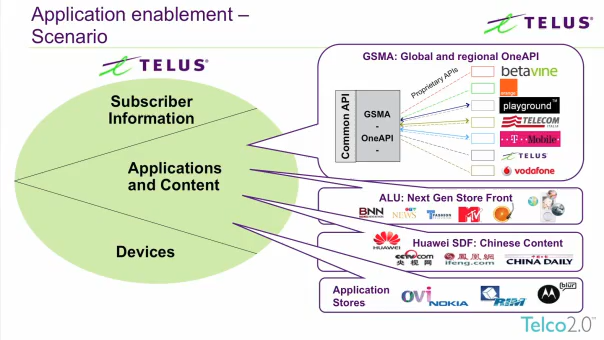 Application enablement –
Scenario
TELUS®
TELUS®
Subscriber
Information
Applications
and Content
Devices
GSMA: Global and regional OneAPI
Proprietary APIs
Common API
GSMA
-
OneAPI
-
betavine
orange
playground™
TELECOM
ITALIA
T··Mobile·
TELUS
vodafone
ALU: Next Gen Store Front
BNN
NEWS
MTV
HUAWEI
Huawei SDF: Chinese Content
CCTV.com
央视网
鳳凰網
ifeng.com
CHINA DAILY
Application
Stores
OVI NOKIA
RIM
blur
Telco2.0™